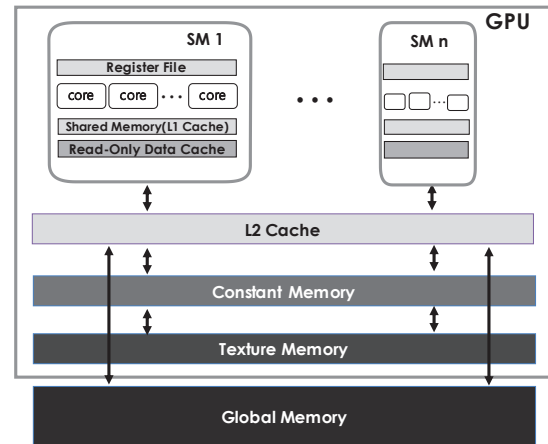 GPU
SM 1
Register File
core core ••• core
Shared Memory(L1 Cache)
Read-Only Data Cache
•••
SM n
•••
L2 Cache
Constant Memory
Texture Memory
Global Memory